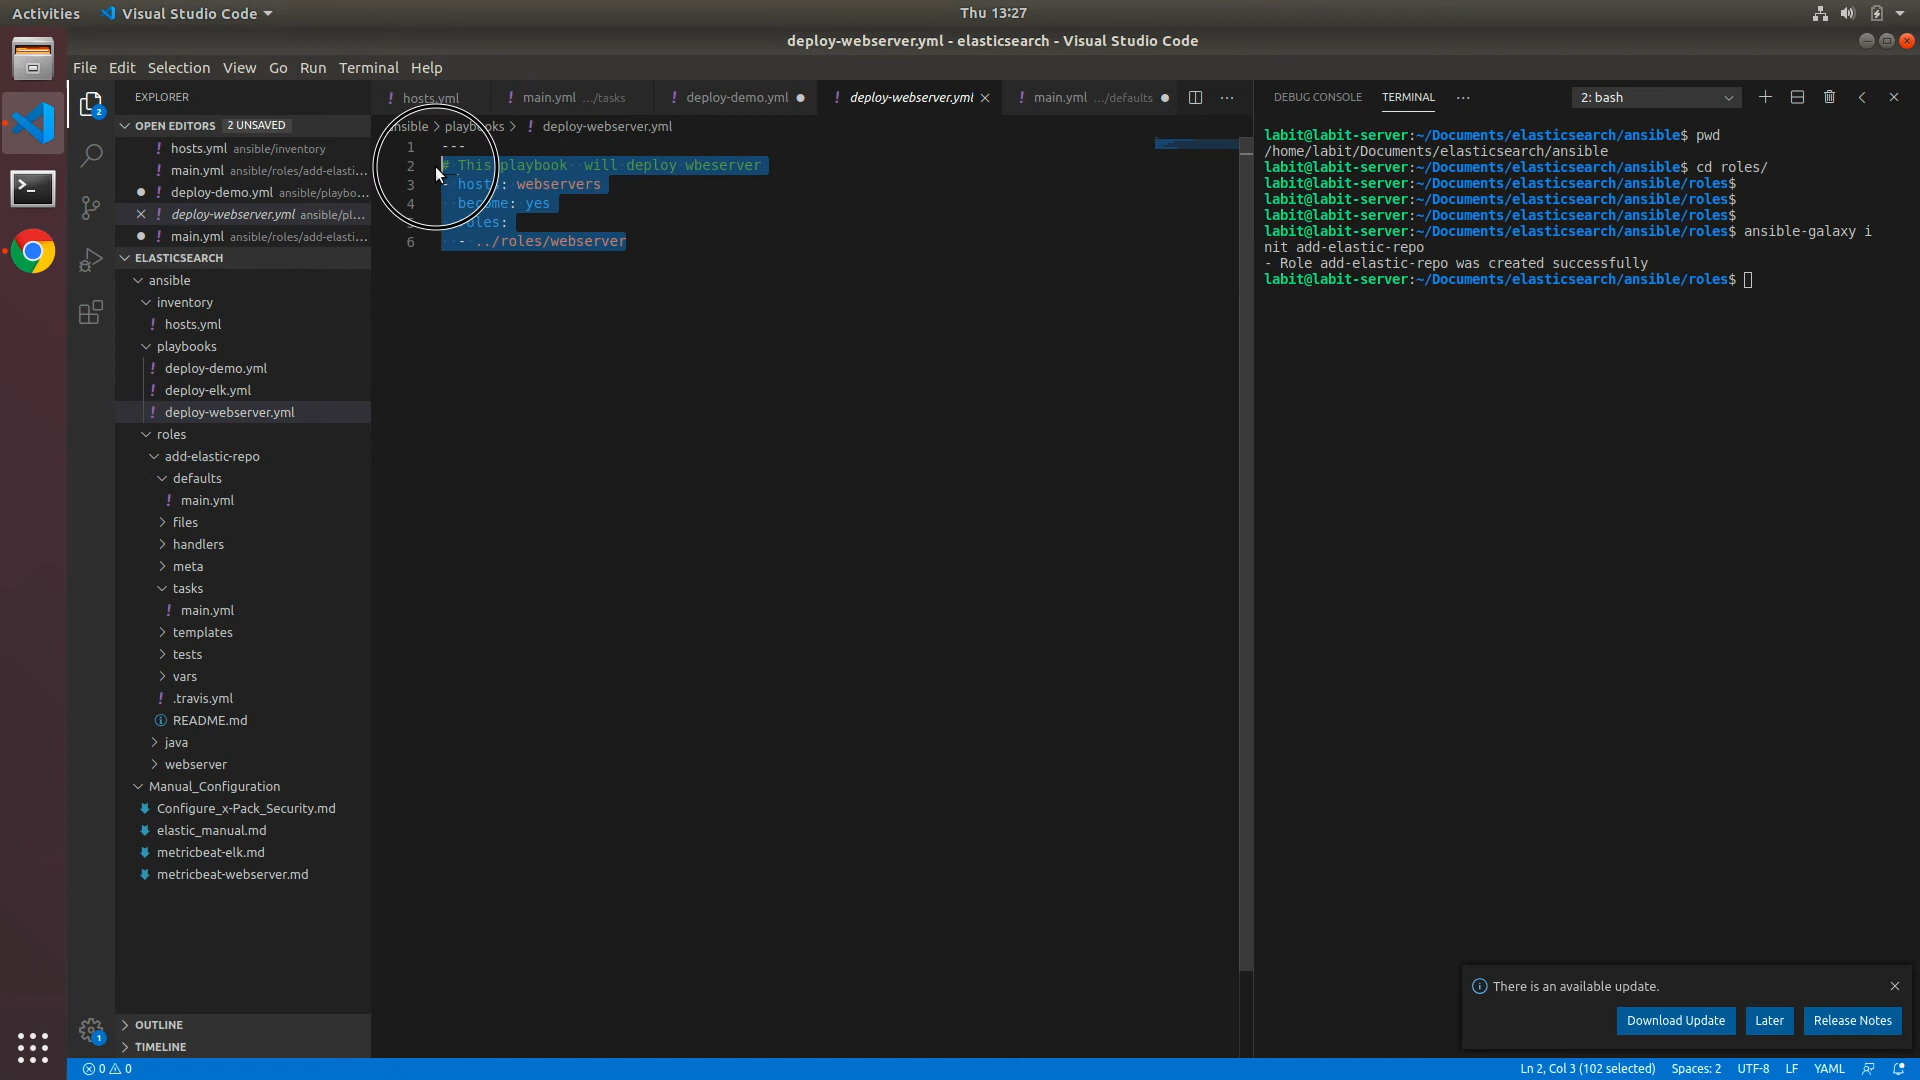 Activities Visual Studio Code Thu 13:27
deploy-webserver.yml - elasticsearch - Visual Studio Code
File Edit Selection View Go Run Terminal Help
EXPLORER
OPEN EDITORS 2 UNSAVED
hosts.yml ansible/inventory
main.yml ansible/roles/add-elasti...
deploy-demo.yml ansible/playbo...
deploy-webserver.yml ansible/pl...
main.yml ansible/roles/add-elasti...
ELASTICSEARCH
ansible
inventory
hosts.yml
playbooks
deploy-demo.yml
deploy-elk.yml
deploy-webserver.yml
roles
add-elastic-repo
defaults
main.yml
files
handlers
meta
tasks
main.yml
templates
tests
vars
.travis.yml
README.md
java
webserver
Manual_Configuration
Configure_x-Pack_Security.md
elastic_manual.md
metricbeat-elk.md
metricbeat-webserver.md
OUTLINE
TIMELINE
hosts.yml main.yml .../tasks deploy-demo.yml deploy-webserver.yml main.yml .../defaults
ansible > playbooks > deploy-webserver.yml
1 ---
2 # This playbook  will deploy wbeserver
3 - hosts: webservers
4   become: yes
5   roles:
6   - ../roles/webserver
DEBUG CONSOLE TERMINAL ... 2: bash
labit@labit-server:~/Documents/elasticsearch/ansible$ pwd
/home/labit/Documents/elasticsearch/ansible
labit@labit-server:~/Documents/elasticsearch/ansible$ cd roles/
labit@labit-server:~/Documents/elasticsearch/ansible/roles$
labit@labit-server:~/Documents/elasticsearch/ansible/roles$
labit@labit-server:~/Documents/elasticsearch/ansible/roles$
labit@labit-server:~/Documents/elasticsearch/ansible/roles$ ansible-galaxy i
nit add-elastic-repo
- Role add-elastic-repo was created successfully
labit@labit-server:~/Documents/elasticsearch/ansible/roles$
There is an available update.
Download Update Later Release Notes
0 0 Ln 2, Col 3 (102 selected) Spaces: 2 UTF-8 LF YAML